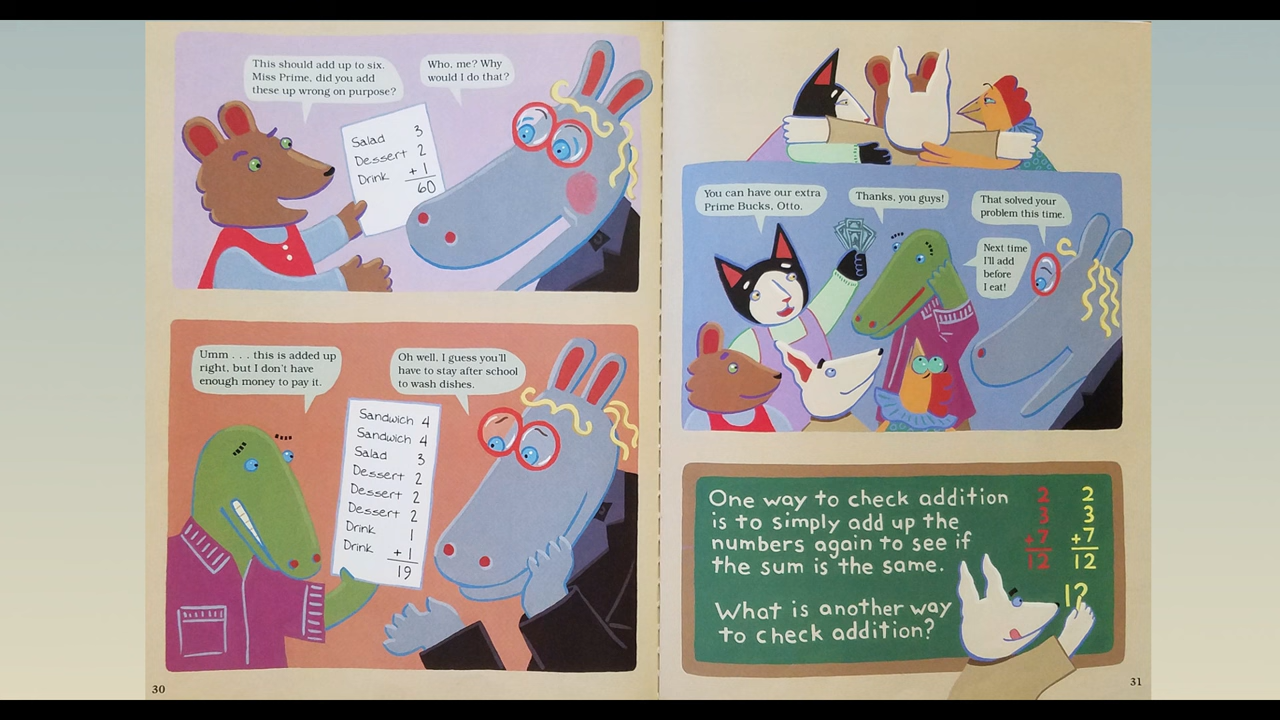 This should add up to six.
Miss Prime, did you add
these up wrong on purpose?
Who, me? Why
would I do that?
Salad 3
Dessert 2
Drink + 1
60
Umm . . . this is added up
right, but I don't have
enough money to pay it.
Oh well, I guess you'll
have to stay after school
to wash dishes.
Sandwich 4
Sandwich 4
Salad 3
Dessert 2
Dessert 2
Dessert 2
Drink 1
Drink + 1
19
30
You can have our extra
Prime Bucks, Otto.
Thanks, you guys!
That solved your
problem this time.
Next time
I'll add
before
I eat!
One way to check addition
is to simply add up the
numbers again to see if
the sum is the same.
What is another way
to check addition?
2 2
3 3
+7 +7
12 12
12
31